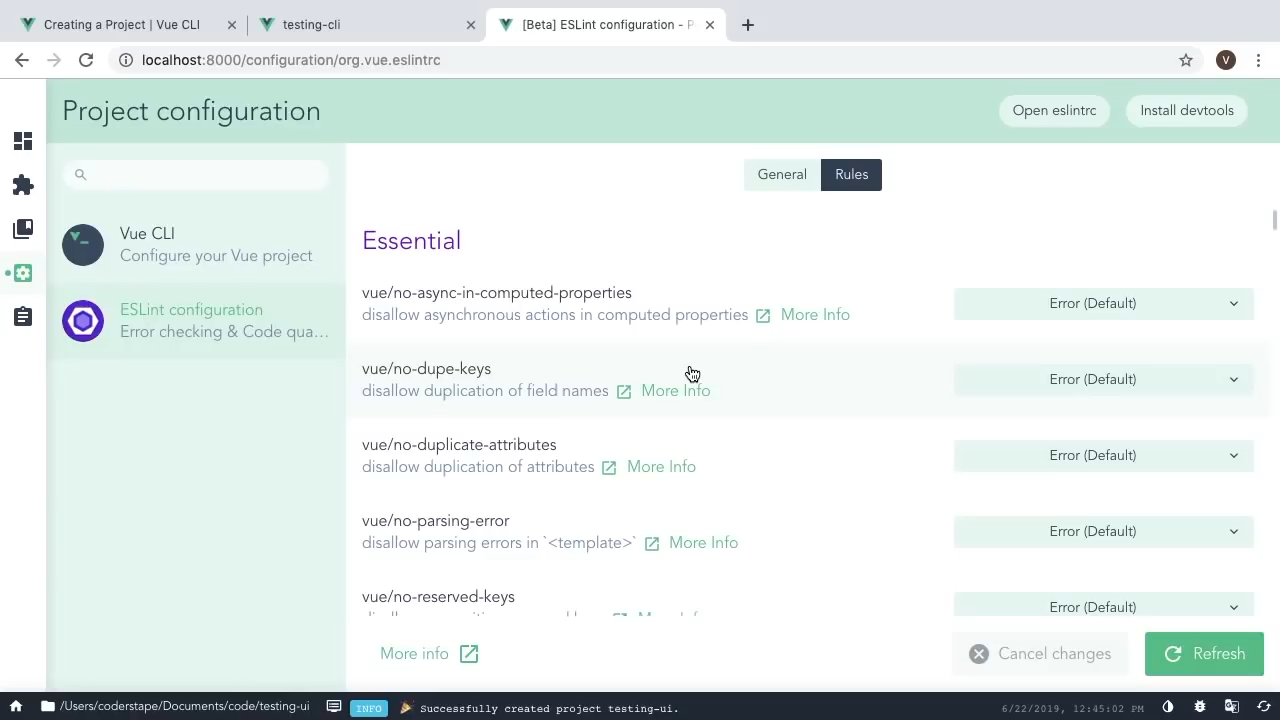 Creating a Project | Vue CLI
testing-cli
[Beta] ESLint configuration - P
localhost:8000/configuration/org.vue.eslintrc
V
Project configuration
Open eslintrc
Install devtools
General
Rules
Vue CLI
Configure your Vue project
ESLint configuration
Error checking & Code qua…
Essential
vue/no-async-in-computed-properties
disallow asynchronous actions in computed properties More Info
Error (Default)
vue/no-dupe-keys
disallow duplication of field names More Info
Error (Default)
vue/no-duplicate-attributes
disallow duplication of attributes More Info
Error (Default)
vue/no-parsing-error
disallow parsing errors in `<template>` More Info
Error (Default)
vue/no-reserved-keys
Error (Default)
More info
Cancel changes
Refresh
/Users/coderstape/Documents/code/testing-ui
INFO
Successfully created project testing-ui.
6/22/2019, 12:45:02 PM